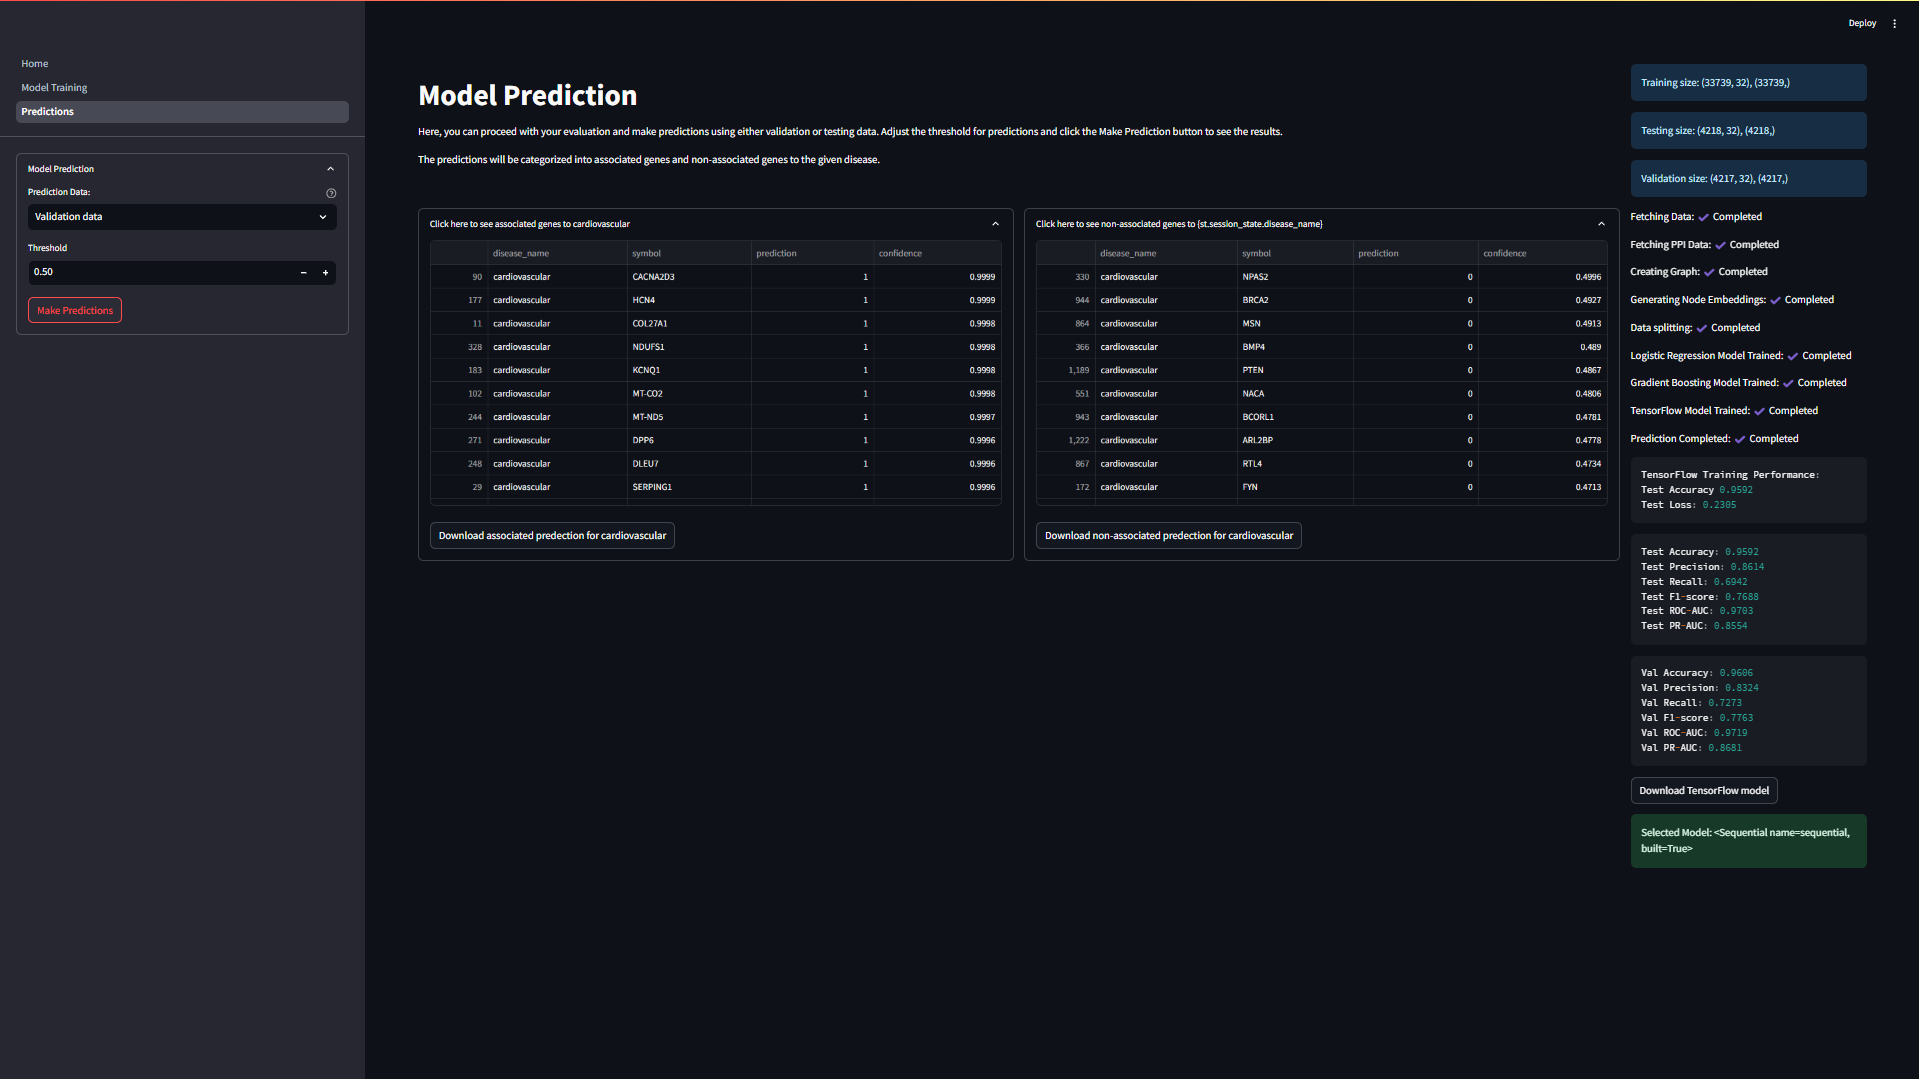 Deploy
Home
Model Training
Predictions
Model Prediction
Prediction Data:
Validation data
Threshold
0.50
Make Predictions
Model Prediction
Here, you can proceed with your evaluation and make predictions using either validation or testing data. Adjust the threshold for predictions and click the Make Prediction button to see the results.
The predictions will be categorized into associated genes and non-associated genes to the given disease.
Click here to see associated genes to cardiovascular
disease_name symbol prediction confidence
90 cardiovascular CACNA2D3 1 0.9999
177 cardiovascular HCN4 1 0.9999
11 cardiovascular COL27A1 1 0.9998
328 cardiovascular NDUFS1 1 0.9998
183 cardiovascular KCNQ1 1 0.9998
102 cardiovascular MT-CO2 1 0.9998
244 cardiovascular MT-ND5 1 0.9997
271 cardiovascular DPP6 1 0.9996
248 cardiovascular DLEU7 1 0.9996
29 cardiovascular SERPING1 1 0.9996
Download associated predection for cardiovascular
Click here to see non-associated genes to {st.session_state.disease_name}
disease_name symbol prediction confidence
330 cardiovascular NPAS2 0 0.4996
944 cardiovascular BRCA2 0 0.4927
864 cardiovascular MSN 0 0.4913
366 cardiovascular BMP4 0 0.489
1,189 cardiovascular PTEN 0 0.4867
551 cardiovascular NACA 0 0.4806
943 cardiovascular BCORL1 0 0.4781
1,222 cardiovascular ARL2BP 0 0.4778
867 cardiovascular RTL4 0 0.4734
172 cardiovascular FYN 0 0.4713
Download non-associated predection for cardiovascular
Training size: (33739, 32), (33739,)
Testing size: (4218, 32), (4218,)
Validation size: (4217, 32), (4217,)
Fetching Data: ✔ Completed
Fetching PPI Data: ✔ Completed
Creating Graph: ✔ Completed
Generating Node Embeddings: ✔ Completed
Data splitting: ✔ Completed
Logistic Regression Model Trained: ✔ Completed
Gradient Boosting Model Trained: ✔ Completed
TensorFlow Model Trained: ✔ Completed
Prediction Completed: ✔ Completed
TensorFlow Training Performance:
Test Accuracy 0.9592
Test Loss: 0.2305
Test Accuracy: 0.9592
Test Precision: 0.8614
Test Recall: 0.6942
Test F1-score: 0.7688
Test ROC-AUC: 0.9703
Test PR-AUC: 0.8554
Val Accuracy: 0.9606
Val Precision: 0.8324
Val Recall: 0.7273
Val F1-score: 0.7763
Val ROC-AUC: 0.9719
Val PR-AUC: 0.8681
Download TensorFlow model
Selected Model: <Sequential name=sequential,
built=True>